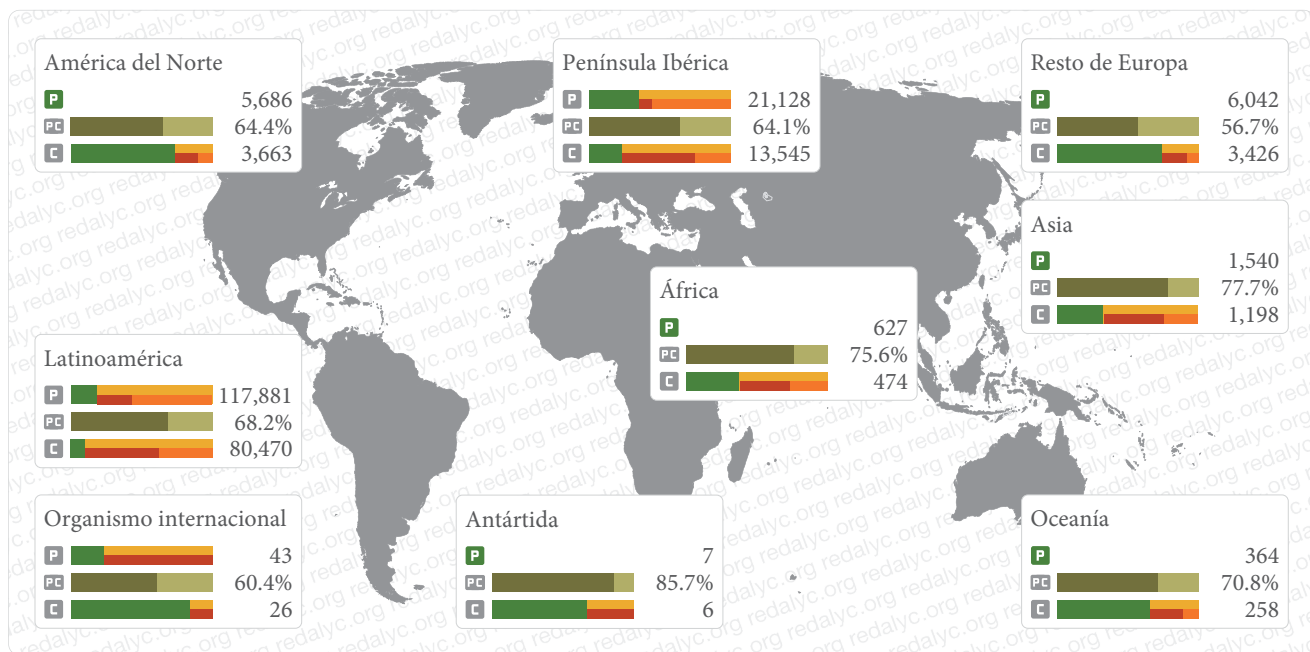 América del Norte
P 5,686
PC 64.4%
C 3,663
Península Ibérica
P 21,128
PC 64.1%
C 13,545
Resto de Europa
P 6,042
PC 56.7%
C 3,426
Asia
P 1,540
PC 77.7%
C 1,198
África
P 627
PC 75.6%
C 474
Latinoamérica
P 117,881
PC 68.2%
C 80,470
Organismo internacional
P 43
PC 60.4%
C 26
Antártida
P 7
PC 85.7%
C 6
Oceanía
P 364
PC 70.8%
C 258
redalyc.org